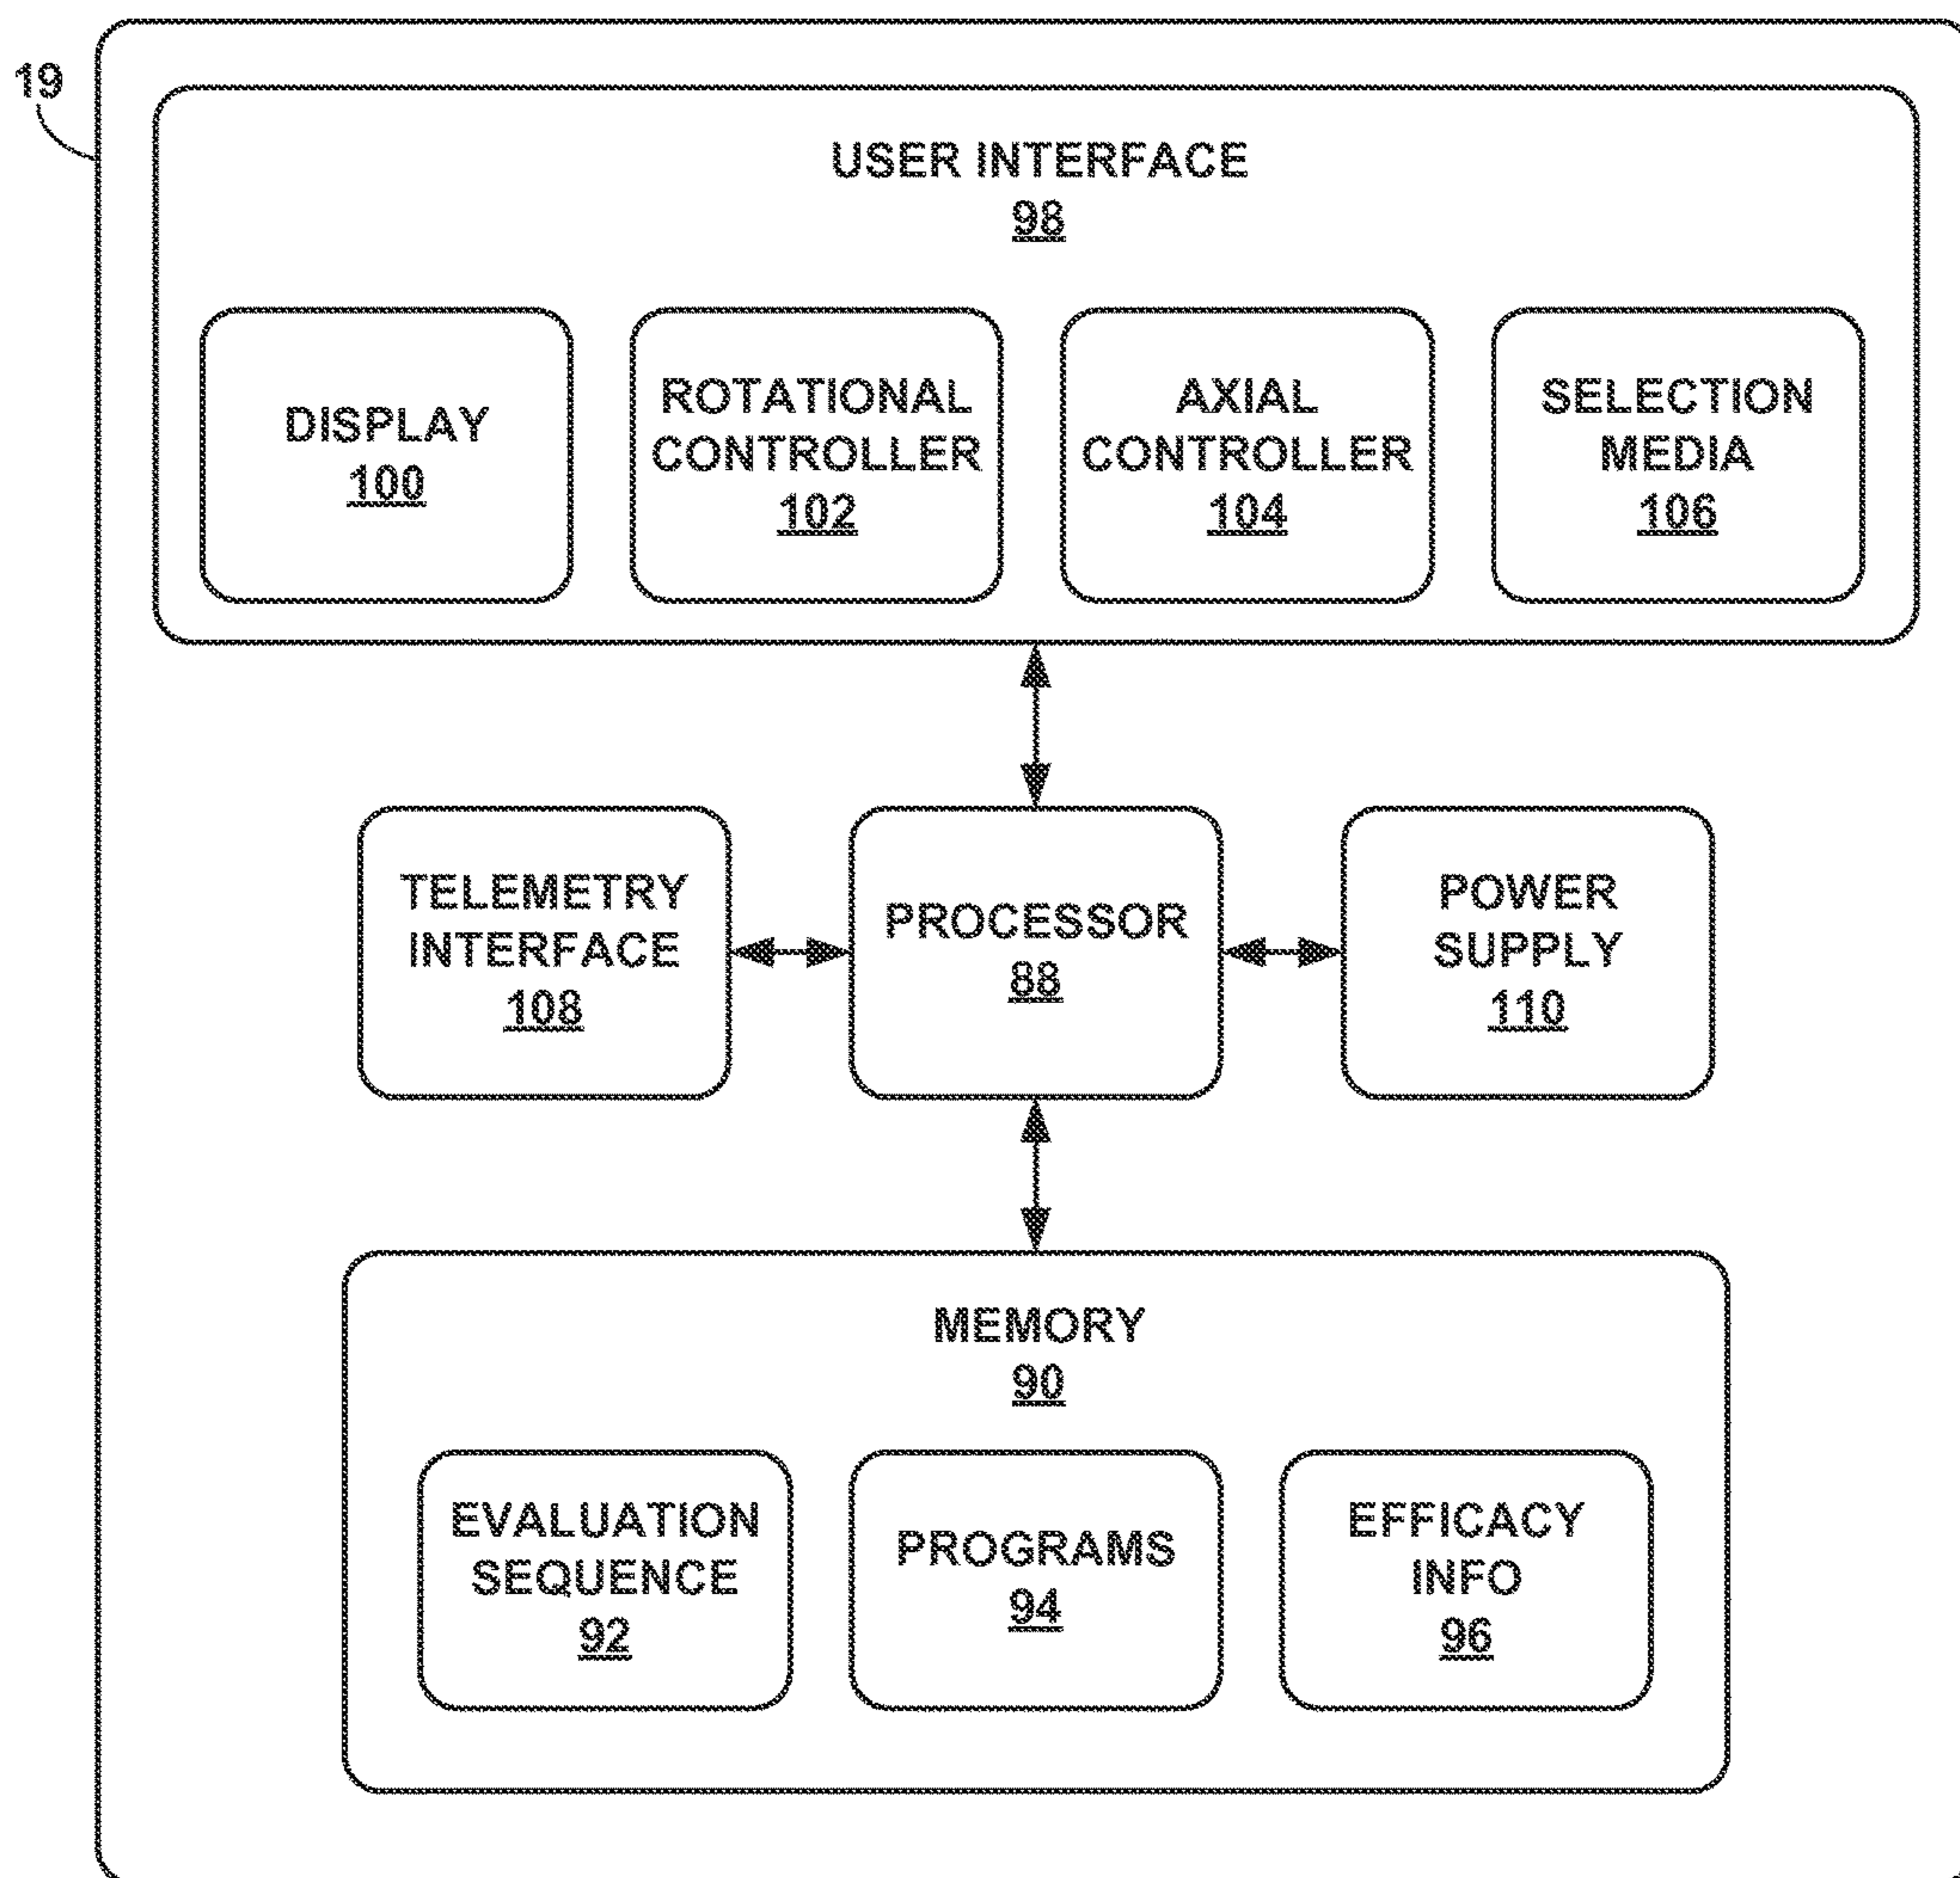 19
USER INTERFACE
98
DISPLAY
100
ROTATIONAL
CONTROLLER
102
AXIAL
CONTROLLER
104
SELECTION
MEDIA
106
TELEMETRY
INTERFACE
108
PROCESSOR
88
POWER
SUPPLY
110
MEMORY
90
EVALUATION
SEQUENCE
92
PROGRAMS
94
EFFICACY
INFO
96